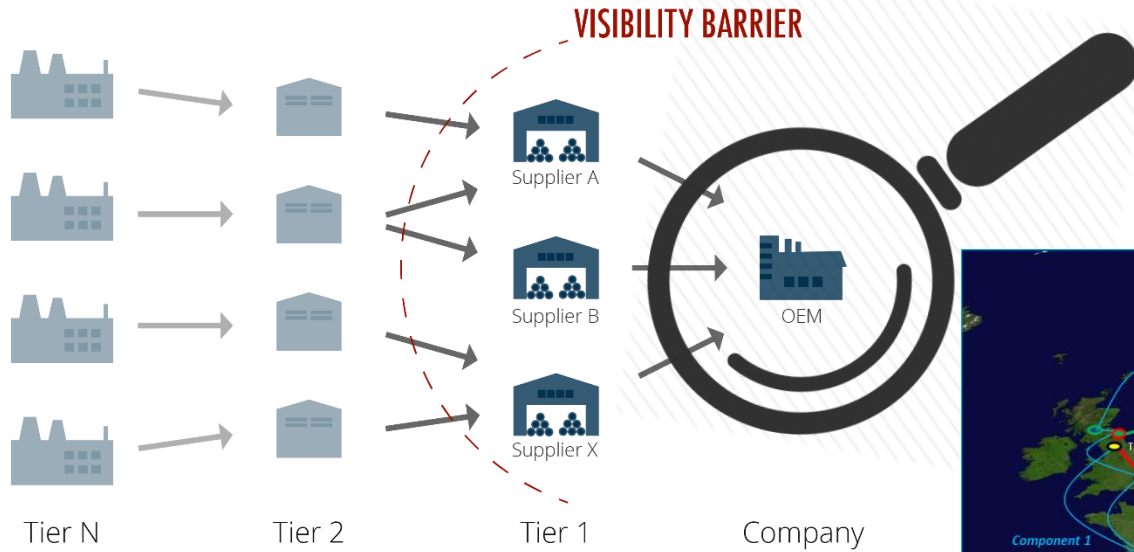 VISIBILITY BARRIER
Supplier A
Supplier B
OEM
Supplier X
Component 1
Tier N
Tier 2
Tier 1
Company